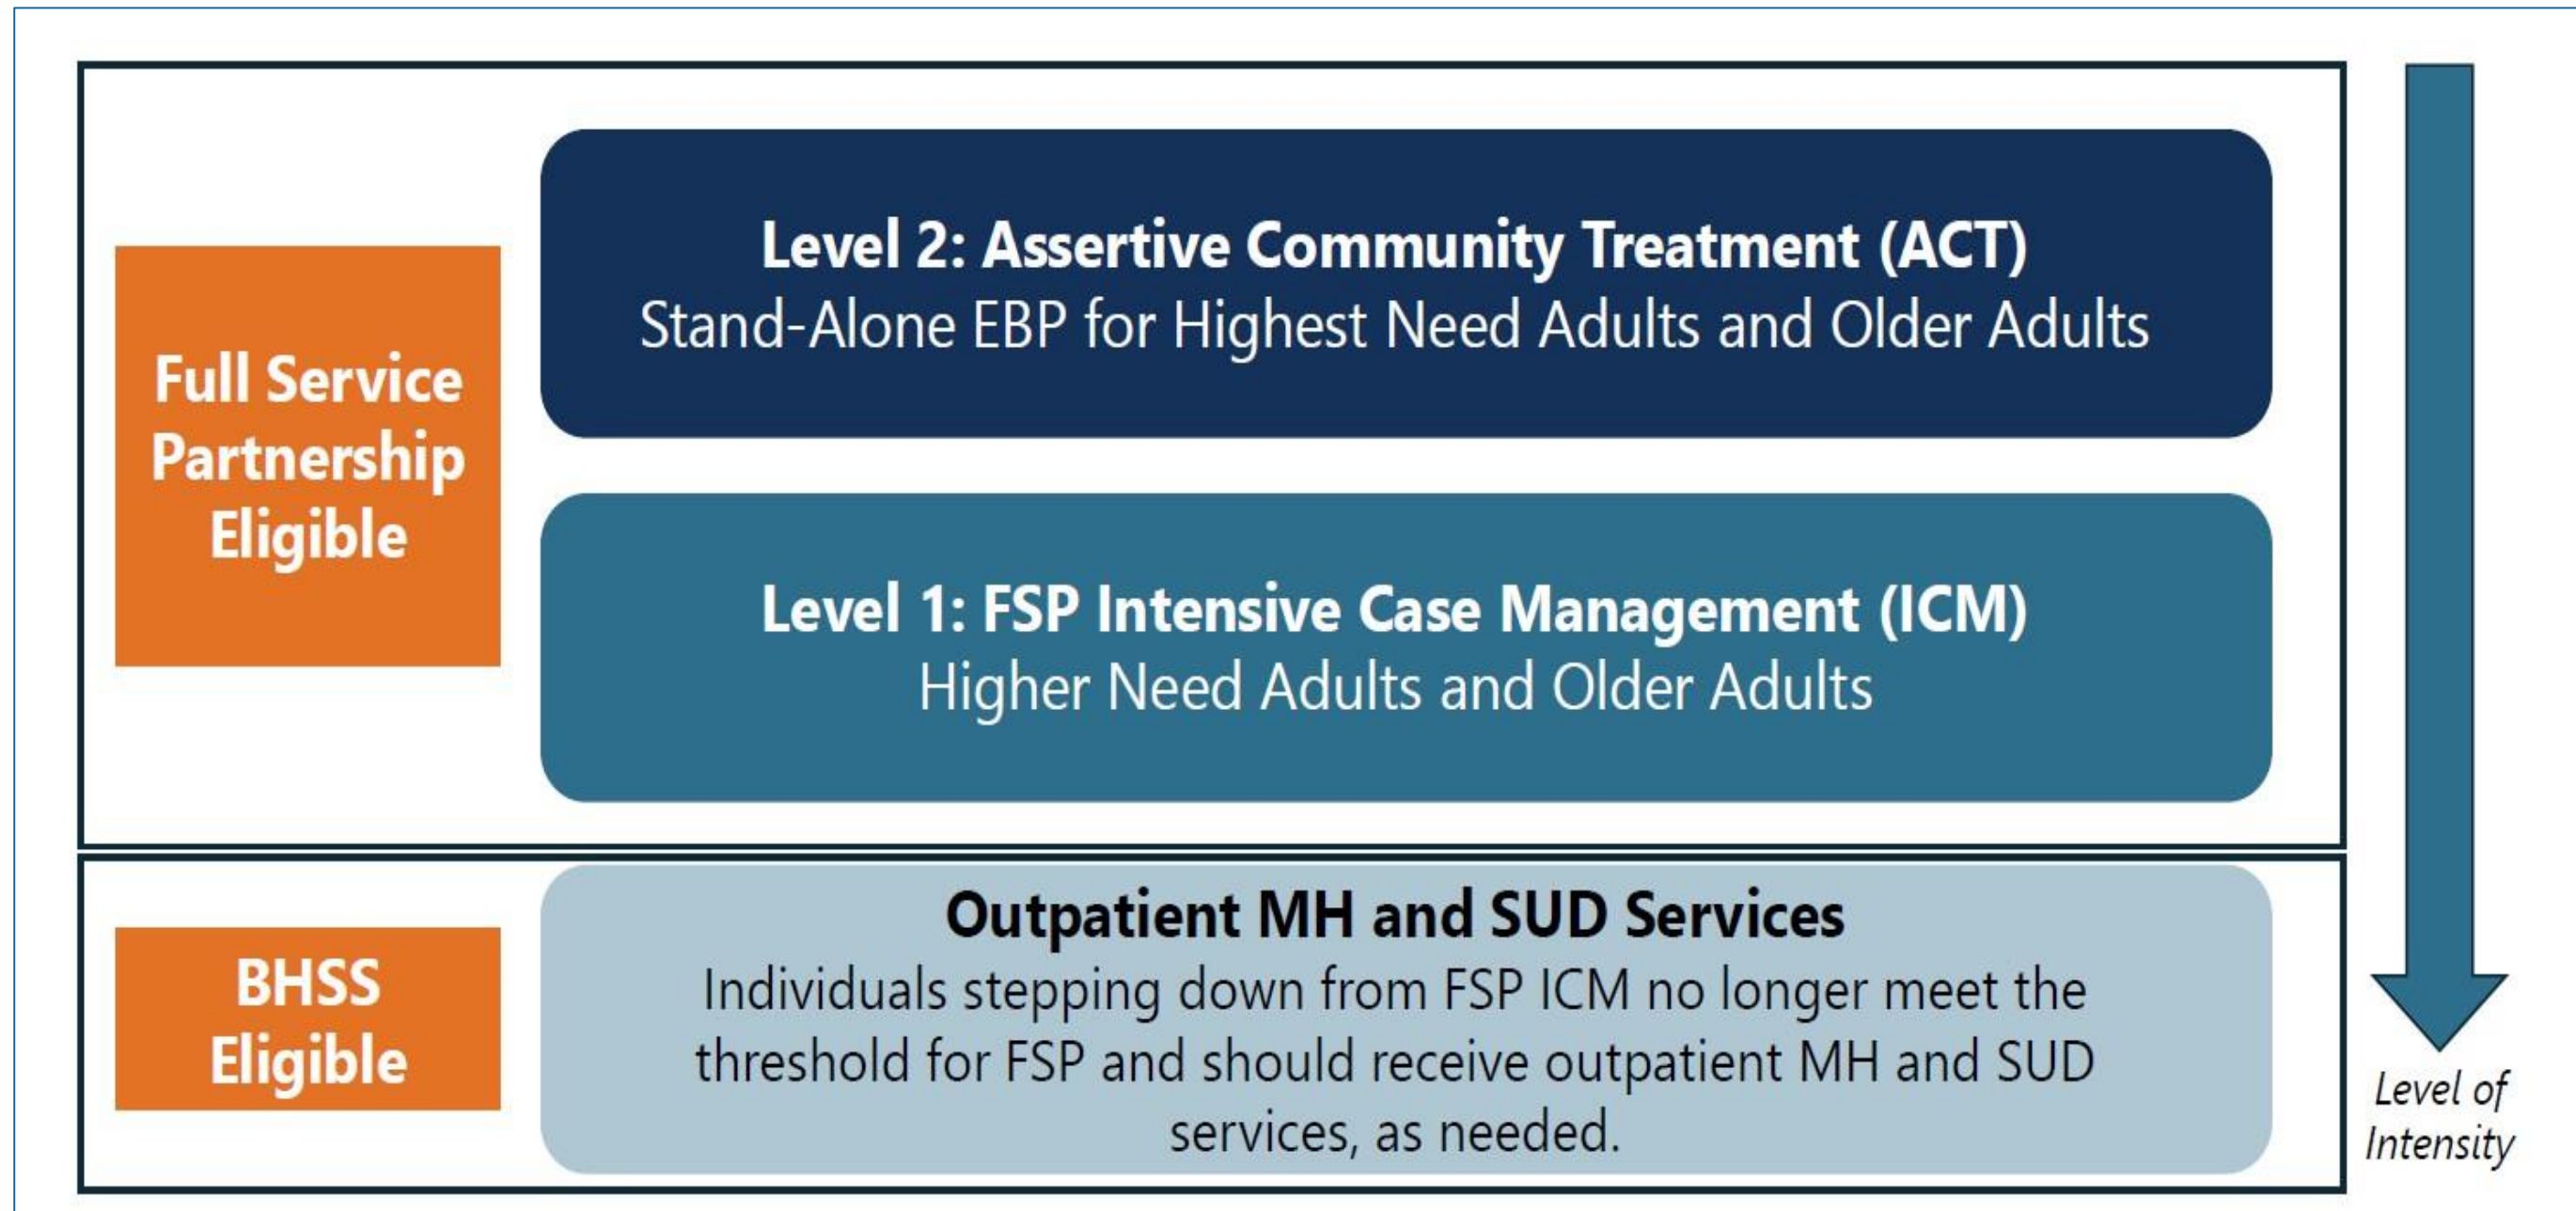 Full Service
Partnership
Eligible
Level 2: Assertive Community Treatment (ACT)
Stand-Alone EBP for Highest Need Adults and Older Adults
Level 1: FSP Intensive Case Management (ICM)
Higher Need Adults and Older Adults
BHSS
Eligible
Outpatient MH and SUD Services
Individuals stepping down from FSP ICM no longer meet the
threshold for FSP and should receive outpatient MH and SUD
services, as needed.
Level of
Intensity